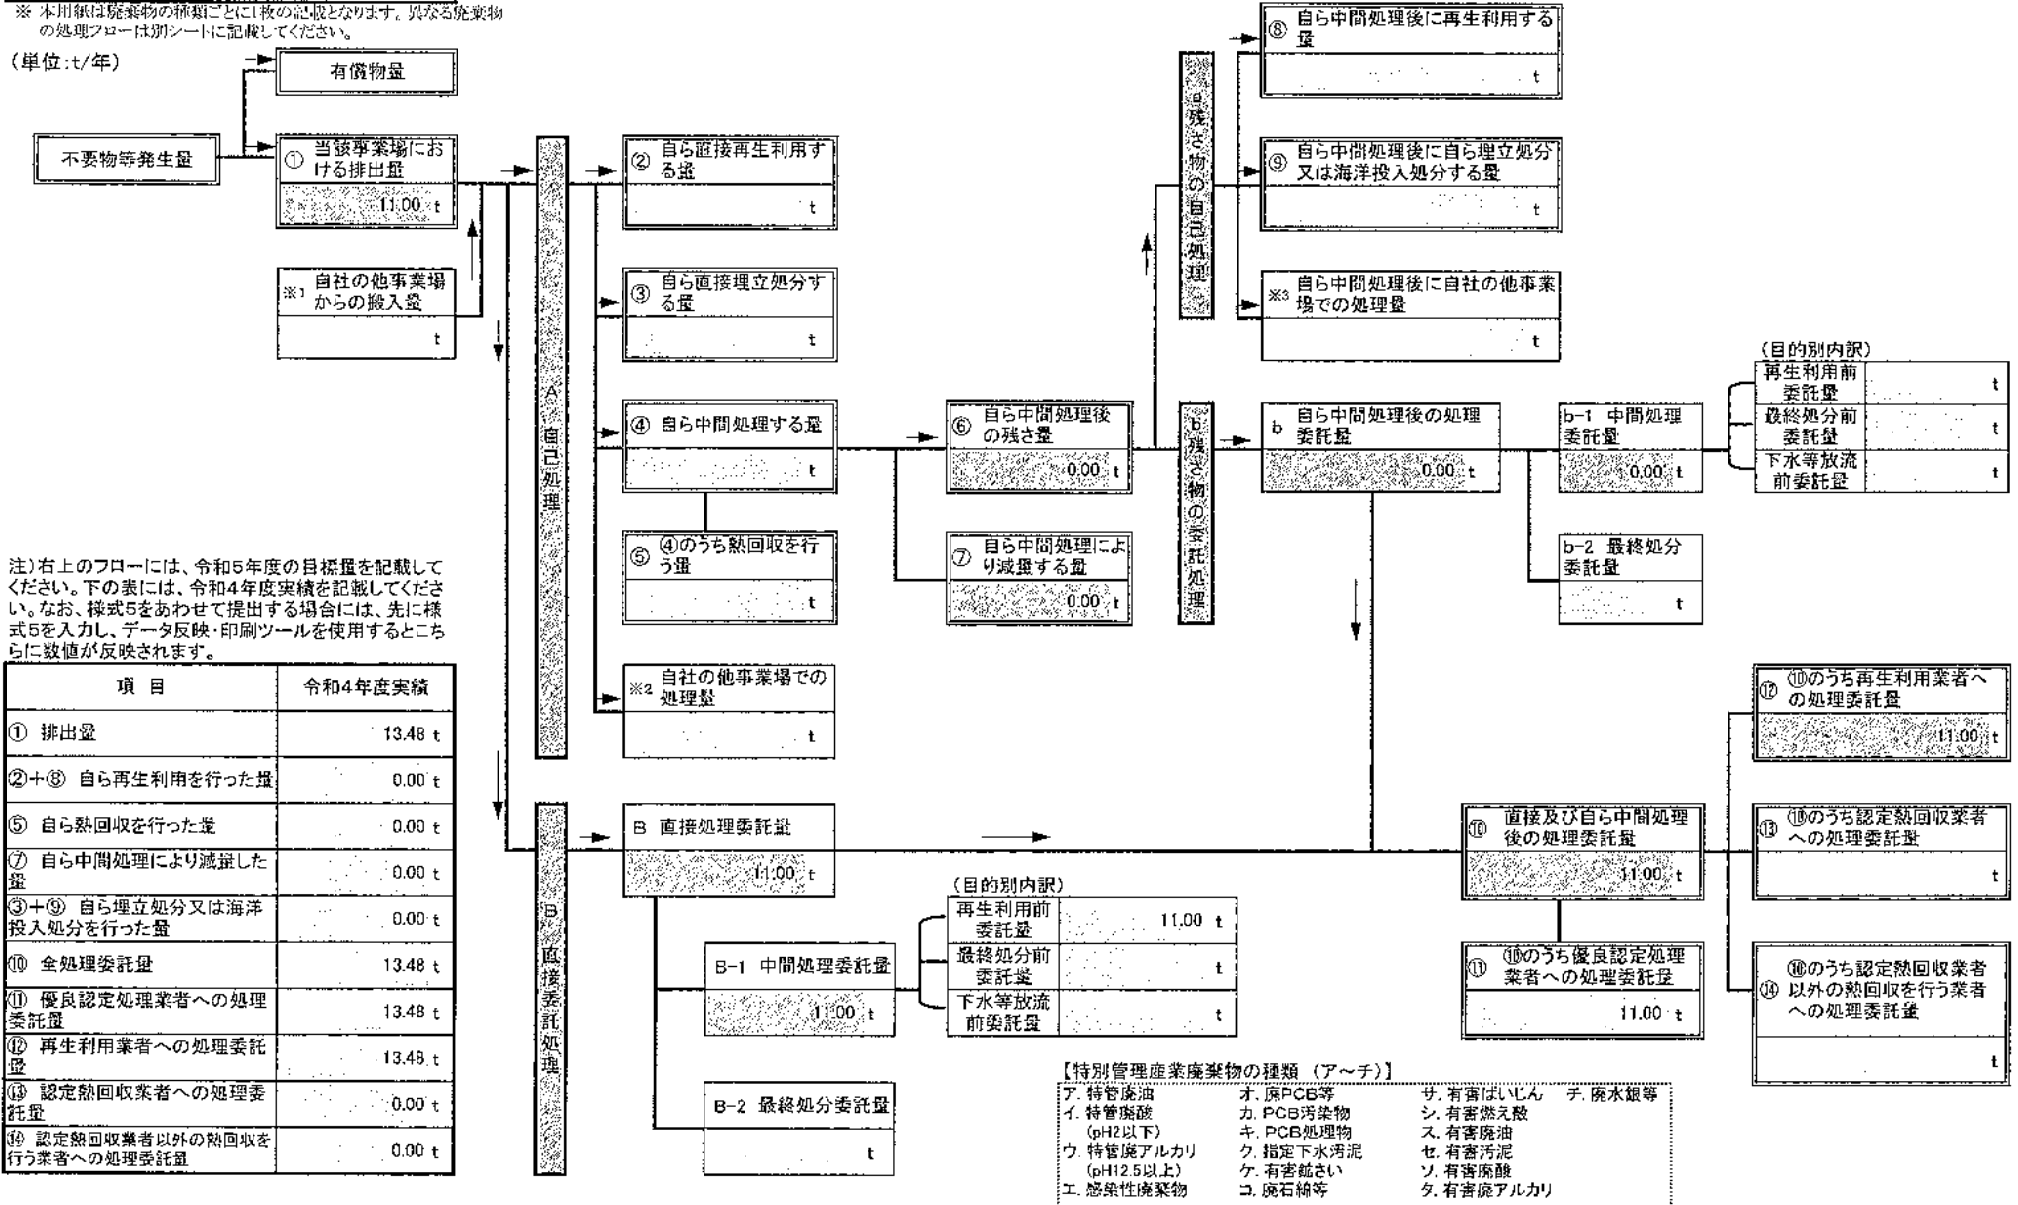 ※ 本用紙は廃棄物の種類ごとに1枚の記載となります。異なる廃棄物
の処理フローは別シートに記載してください。
(単位:t/年)
有償物量
不要物等発生量
① 当該事業場にお
ける排出量
11.00 t
※1 自社の他事業場
からの搬入量
t
A 自己処理
② 自ら直接再生利用す
る量
t
③ 自ら直接埋立処分す
る量
t
④ 自ら中間処理する量
t
⑤ ④のうち熱回収を行
う量
t
※2 自社の他事業場での
処理量
t
⑥ 自ら中間処理後
の残さ量
0.00 t
⑦ 自ら中間処理によ
り減量する量
0.00 t
a 残さ物の自己処理
⑧ 自ら中間処理後に再生利用する
量
t
⑨ 自ら中間処理後に自ら埋立処分
又は海洋投入処分する量
t
※3 自ら中間処理後に自社の他事業
場での処理量
t
b 残さ物の委託処理
b 自ら中間処理後の処理
委託量
0.00 t
b-1 中間処理
委託量
0.00 t
(目的別内訳)
再生利用前
委託量
t
最終処分前
委託量
t
下水等放流
前委託量
t
b-2 最終処分
委託量
t
注)右上のフローには、令和5年度の目標量を記載して
ください。下の表には、令和4年度実績を記載してくださ
い。なお、様式5をあわせて提出する場合には、先に様
式5を入力し、データ反映・印刷ツールを使用するとこち
らに数値が反映されます。
項 目 令和4年度実績
① 排出量 13.48 t
②+⑧ 自ら再生利用を行った量 0.00 t
⑤ 自ら熱回収を行った量 0.00 t
⑦ 自ら中間処理により減量した
量 0.00 t
③+⑨ 自ら埋立処分又は海洋
投入処分を行った量 0.00 t
⑩ 全処理委託量 13.48 t
⑪ 優良認定処理業者への処理
委託量 13.48 t
⑫ 再生利用業者への処理委託
量 13.48 t
⑬ 認定熱回収業者への処理委
託量 0.00 t
⑭ 認定熱回収業者以外の熱回収を
行う業者への処理委託量 0.00 t
B 直接委託処理
B 直接処理委託量
11.00 t
B-1 中間処理委託量
11.00 t
(目的別内訳)
再生利用前
委託量
11.00 t
最終処分前
委託量
t
下水等放流
前委託量
t
B-2 最終処分委託量
t
⑩ 直接及び自ら中間処理
後の処理委託量
11.00 t
⑪ ⑩のうち優良認定処理
業者への処理委託量
11.00 t
⑫ ⑩のうち再生利用業者へ
の処理委託量
11.00 t
⑬ ⑩のうち認定熱回収業者
への処理委託量
t
⑭ ⑩のうち認定熱回収業者
以外の熱回収を行う業者
への処理委託量
t
【特別管理産業廃棄物の種類 (ア~チ)】
ア. 特管廃油 オ. 廃PCB等 サ. 有害ばいじん チ. 廃水銀等
イ. 特管廃酸 カ. PCB汚染物 シ. 有害燃え殻
(pH2以下) キ. PCB処理物 ス. 有害廃油
ウ. 特管廃アルカリ ク. 指定下水汚泥 セ. 有害汚泥
(pH12.5以上) ケ. 有害鉱さい ソ. 有害廃酸
エ. 感染性廃棄物 コ. 廃石綿等 タ. 有害廃アルカリ